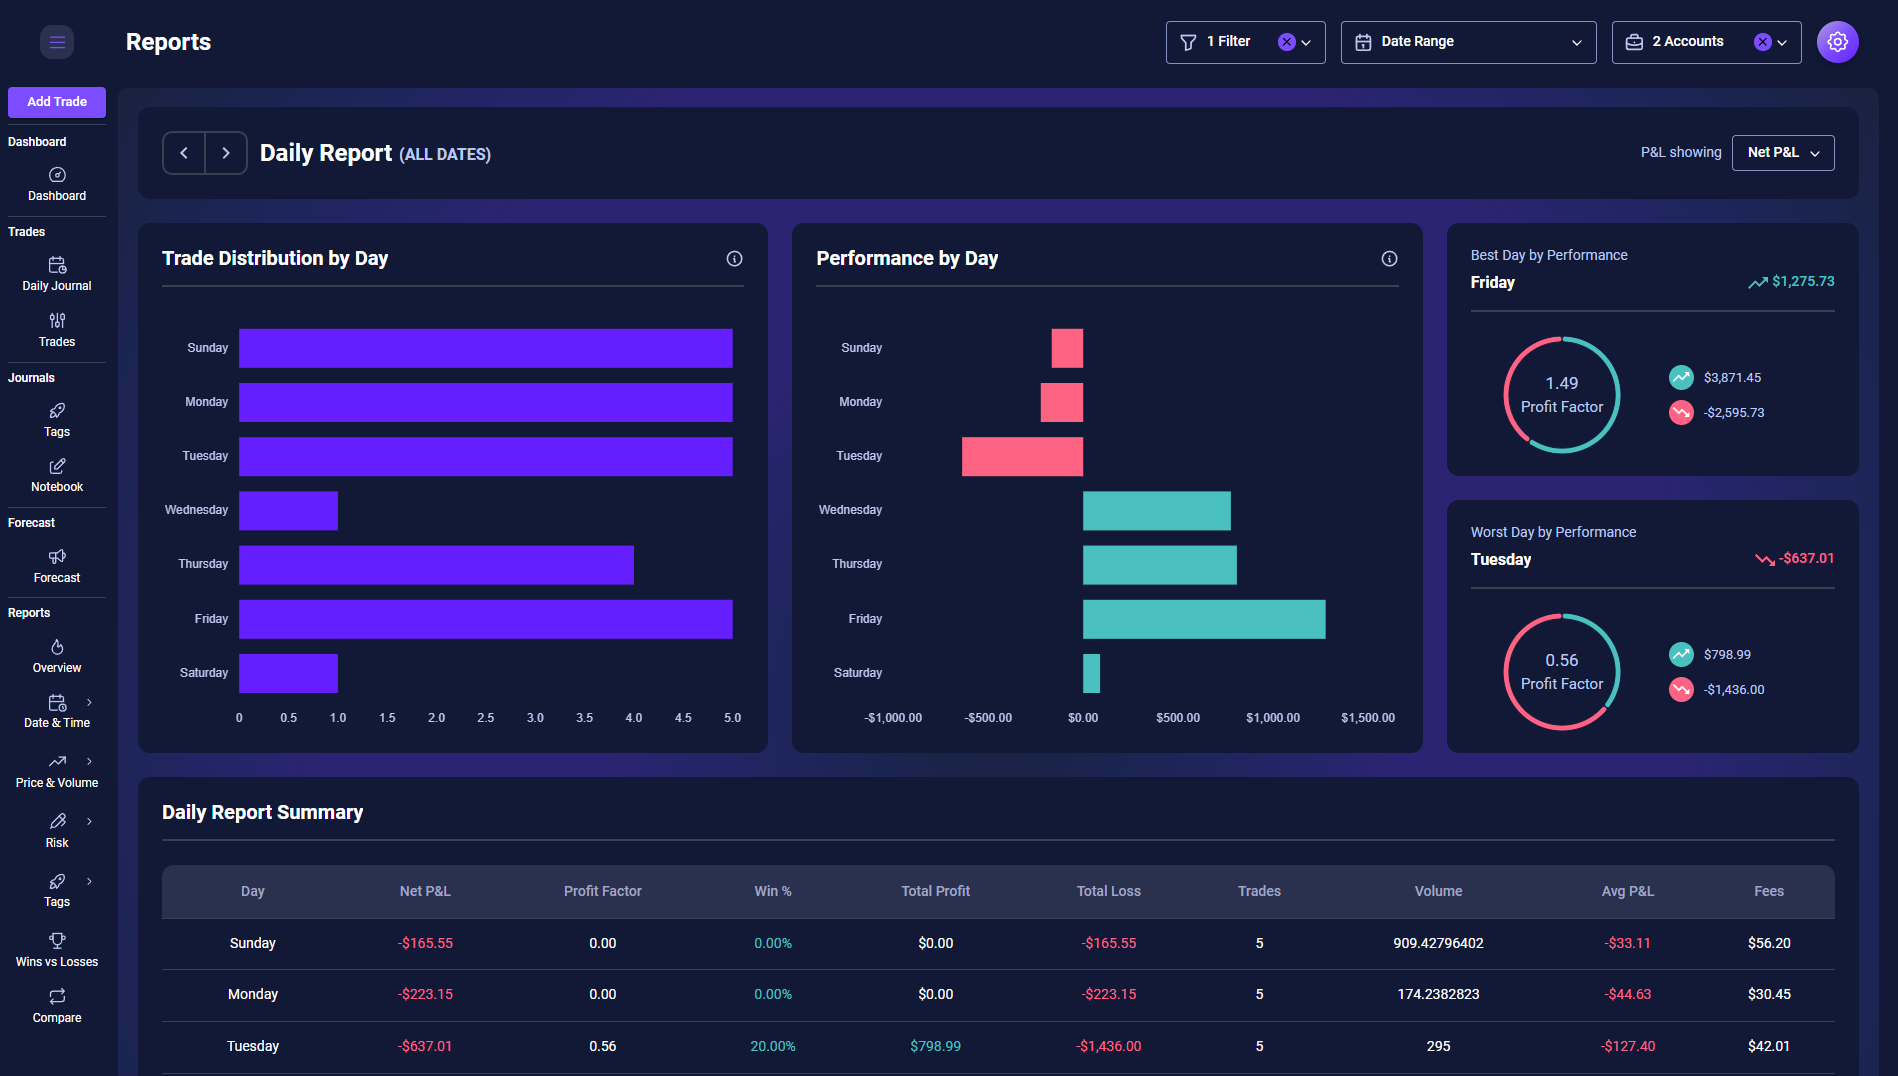 Reports
1 Filter
Date Range
2 Accounts
Add Trade
Dashboard
Dashboard
Trades
Daily Journal
Trades
Journals
Tags
Notebook
Forecast
Forecast
Reports
Overview
Date & Time
Price & Volume
Risk
Tags
Wins vs Losses
Compare
Daily Report (ALL DATES)
P&L showing
Net P&L
Trade Distribution by Day
Sunday
Monday
Tuesday
Wednesday
Thursday
Friday
Saturday
0 0.5 1.0 1.5 2.0 2.5 3.0 3.5 4.0 4.5 5.0
Performance by Day
Sunday
Monday
Tuesday
Wednesday
Thursday
Friday
Saturday
-$1,000.00 -$500.00 $0.00 $500.00 $1,000.00 $1,500.00
Best Day by Performance
Friday $1,275.73
1.49
Profit Factor
$3,871.45
-$2,595.73
Worst Day by Performance
Tuesday -$637.01
0.56
Profit Factor
$798.99
-$1,436.00
Daily Report Summary
Day Net P&L Profit Factor Win % Total Profit Total Loss Trades Volume Avg P&L Fees
Sunday -$165.55 0.00 0.00% $0.00 -$165.55 5 909.42796402 -$33.11 $56.20
Monday -$223.15 0.00 0.00% $0.00 -$223.15 5 174.2382823 -$44.63 $30.45
Tuesday -$637.01 0.56 20.00% $798.99 -$1,436.00 5 295 -$127.40 $42.01